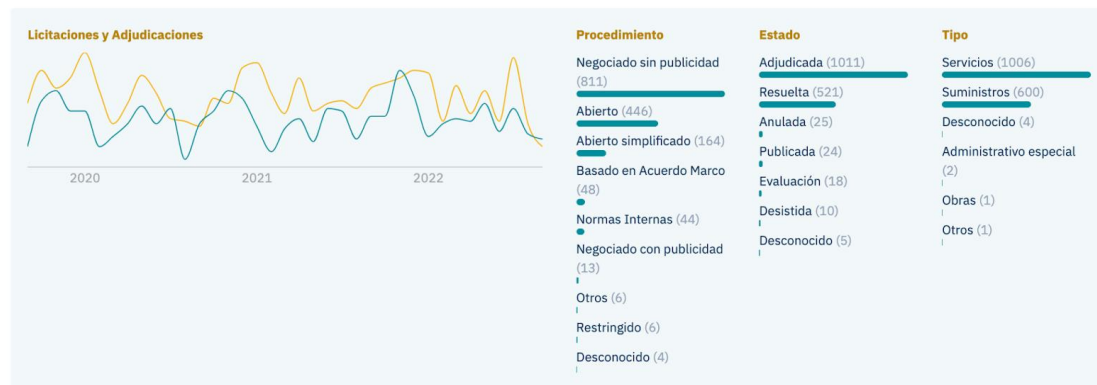 Licitaciones y Adjudicaciones
2020
2021
2022
Procedimiento
Negociado sin publicidad
(811)
Abierto (446)
Abierto simplificado (164)
Basado en Acuerdo Marco
(48)
Normas Internas (44)
Negociado con publicidad
(13)
Otros (6)
Restringido (6)
Desconocido (4)
Estado
Adjudicada (1011)
Resuelta (521)
Anulada (25)
Publicada (24)
Evaluación (18)
Desistida (10)
Desconocido (5)
Tipo
Servicios (1006)
Suministros (600)
Desconocido (4)
Administrativo especial
(2)
Obras (1)
Otros (1)